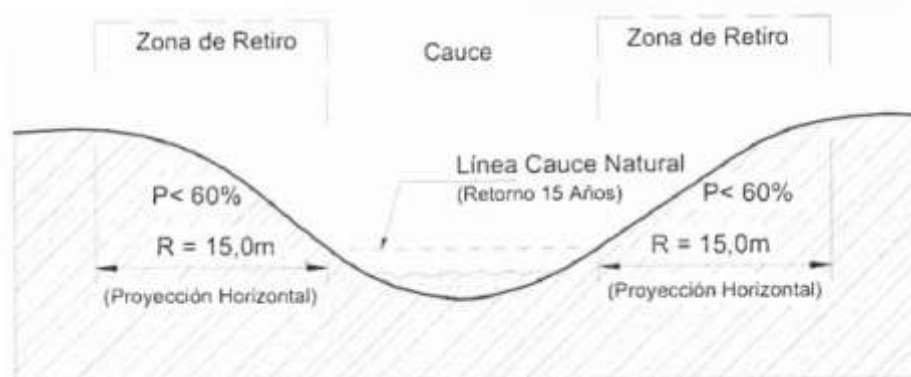 Zona de Retiro
Cauce
Zona de Retiro
Línea Cauce Natural
(Retorno 15 Años)
P< 60%
P< 60%
R = 15,0m
R = 15,0m
(Proyección Horizontal)
(Proyección Horizontal)